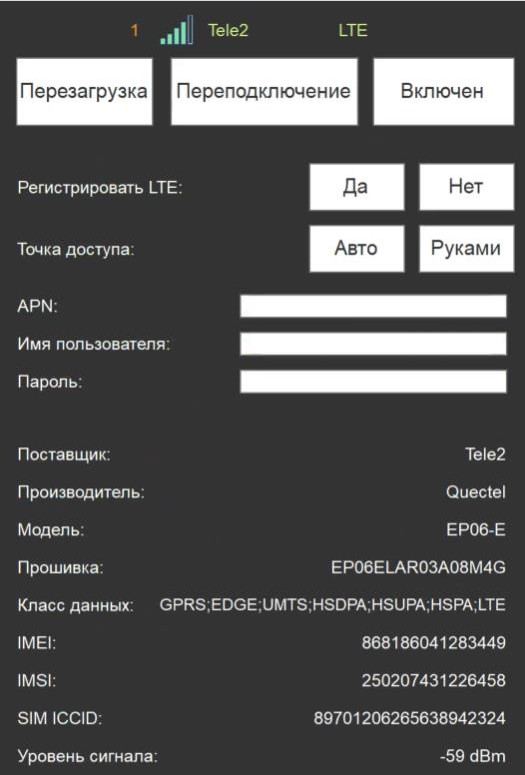 1 Tele2 LTE
Перезагрузка Переподключение Включен
Регистрировать LTE: Да Нет
Точка доступа: Авто Руками
APN:
Имя пользователя:
Пароль:
Поставщик: Tele2
Производитель: Quectel
Модель: EP06-E
Прошивка: EP06ELAR03A08M4G
Класс данных: GPRS;EDGE;UMTS;HSDPA;HSUPA;HSPA;LTE
IMEI: 868186041283449
IMSI: 250207431226458
SIM ICCID: 89701206265638942324
Уровень сигнала: -59 dBm